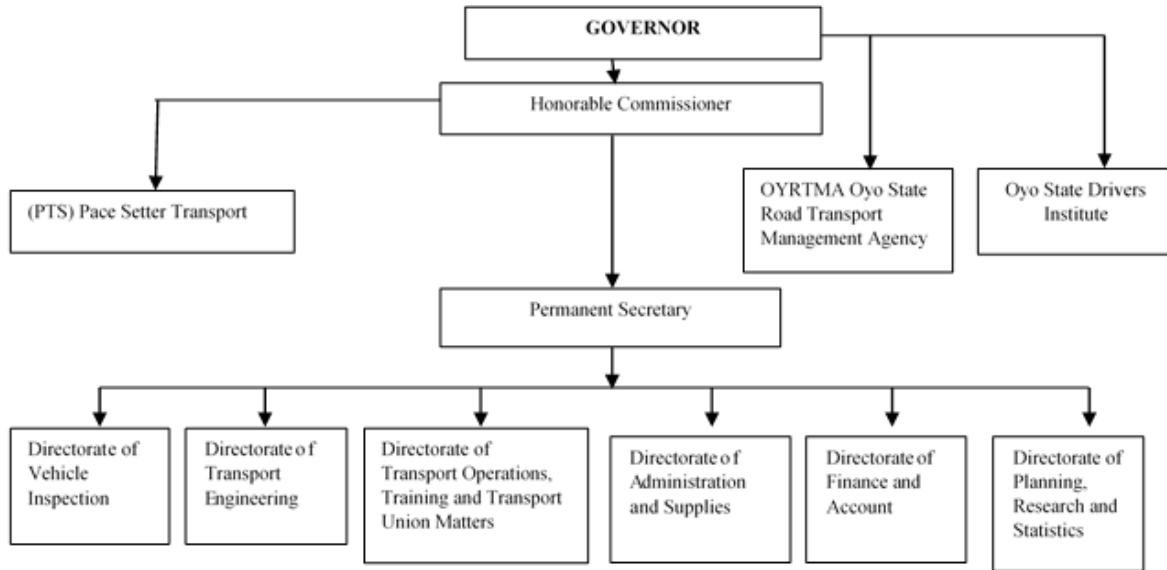 GOVERNOR
Honorable Commissioner
(PTS) Pace Setter Transport
OYRTMA Oyo State
Road Transport
Management Agency
Oyo State Drivers
Institute
Permanent Secretary
Directorate of
Vehicle
Inspection
Directorate of
Transport
Engineering
Directorate of
Transport Operations,
Training and Transport
Union Matters
Directorate of
Administration
and Supplies
Directorate of
Finance and
Account
Directorate of
Planning,
Research and
Statistics